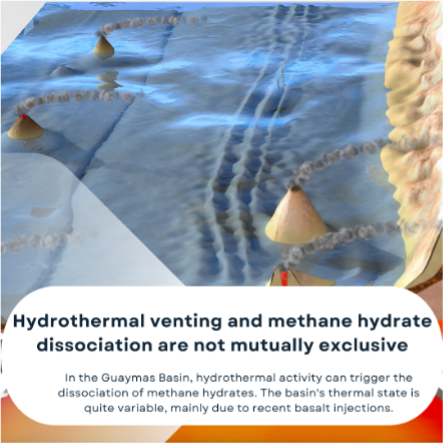 Hydrothermal venting and methane hydrate
dissociation are not mutually exclusive
In the Guaymas Basin, hydrothermal activity can trigger the
dissociation of methane hydrates. The basin's thermal state is
quite variable, mainly due to recent basalt injections.